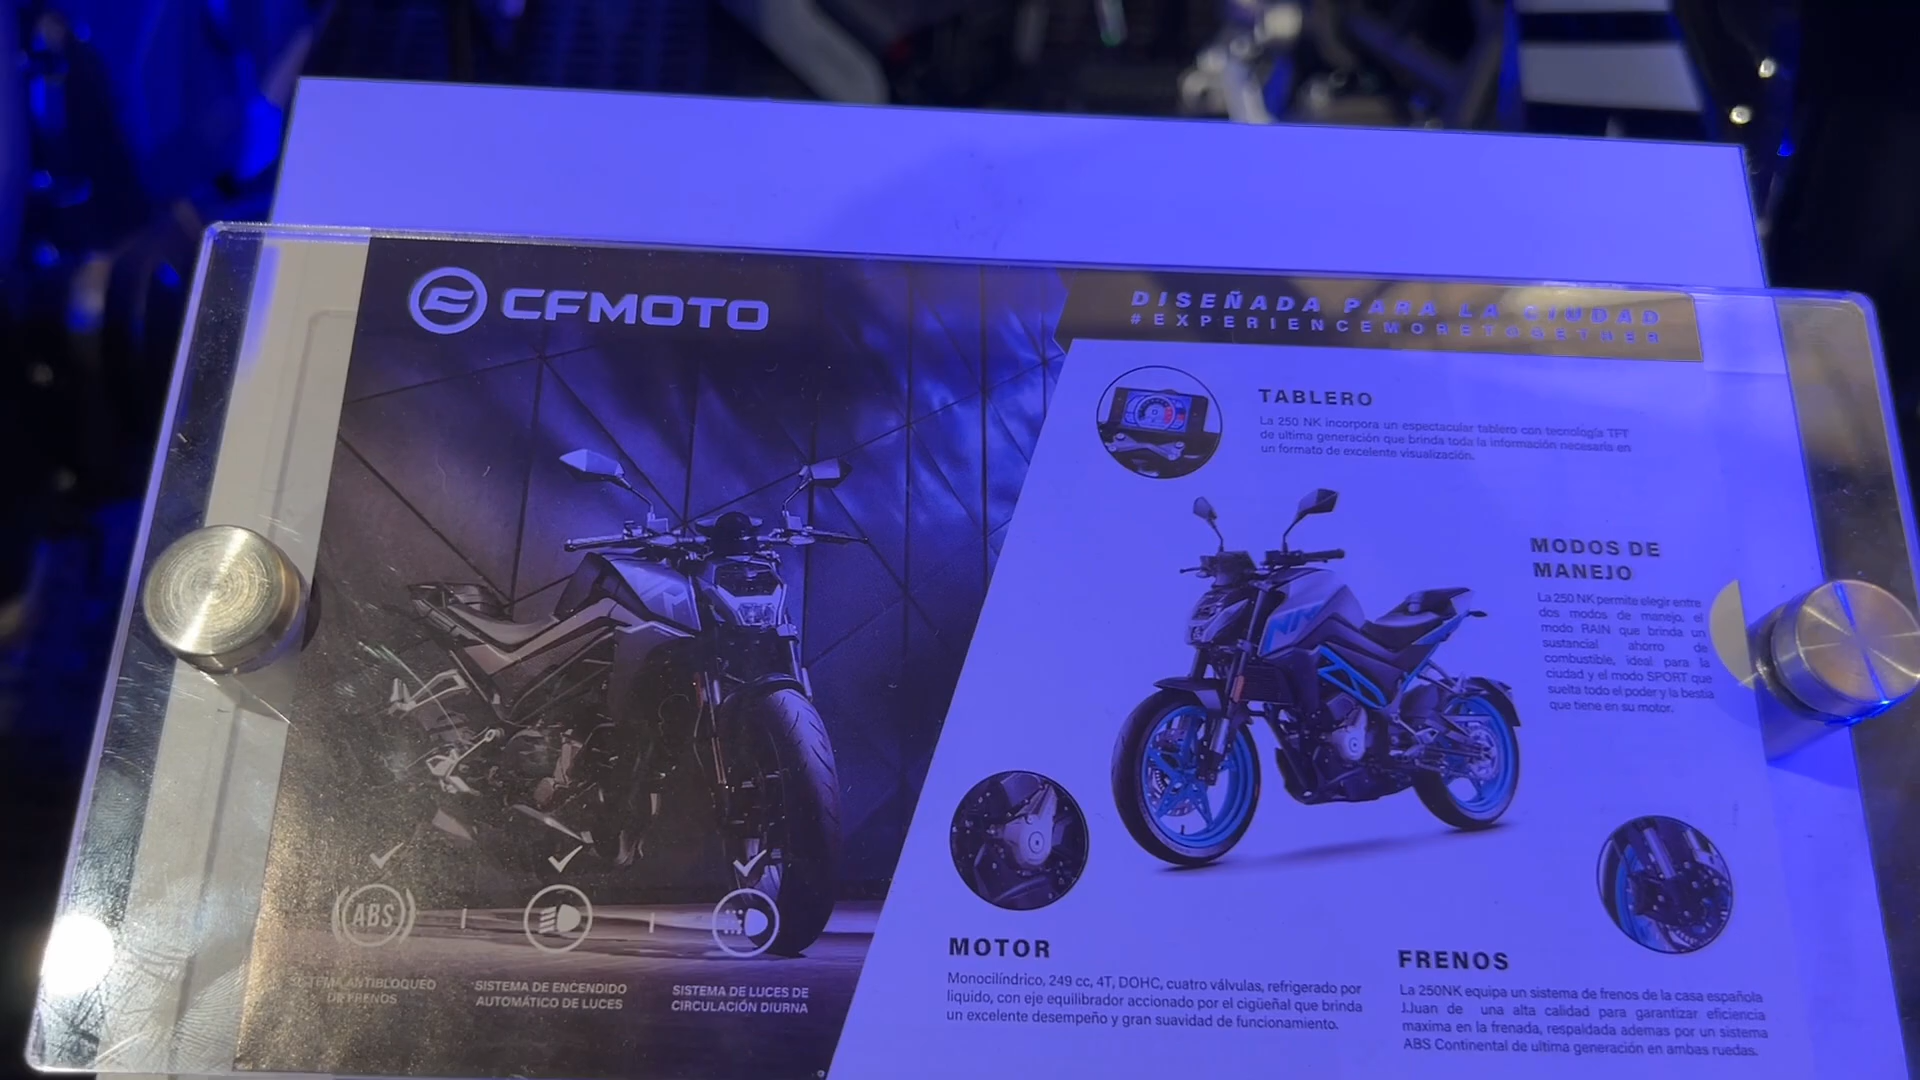 CFMOTO
DISEÑADA PARA LA CIUDAD
#EXPERIENCEMORETOGETHER
TABLERO
La 250 NK incorpora un espectacular tablero con tecnología TFT
de ultima generación que brinda toda la información necesaria en
un formato de excelente visualización.
MODOS DE
MANEJO
La 250 NK permite elegir entre
dos modos de manejo, el
modo RAIN que brinda un
sustancial ahorro de
combustible, ideal para la
ciudad y el modo SPORT que
suelta todo el poder y la bestia
que tiene en su motor.
NK
ABS
SISTEMA ANTIBLOQUEO
DE FRENOS
SISTEMA DE ENCENDIDO
AUTOMÁTICO DE LUCES
SISTEMA DE LUCES DE
CIRCULACIÓN DIURNA
MOTOR
Monocilíndrico, 249 cc, 4T, DOHC, cuatro válvulas, refrigerado por
liquido, con eje equilibrador accionado por el cigüeñal que brinda
un excelente desempeño y gran suavidad de funcionamiento.
FRENOS
La 250NK equipa un sistema de frenos de la casa española
J.Juan de una alta calidad para garantizar eficiencia
maxima en la frenada, respaldada ademas por un sistema
ABS Continental de ultima generación en ambas ruedas.